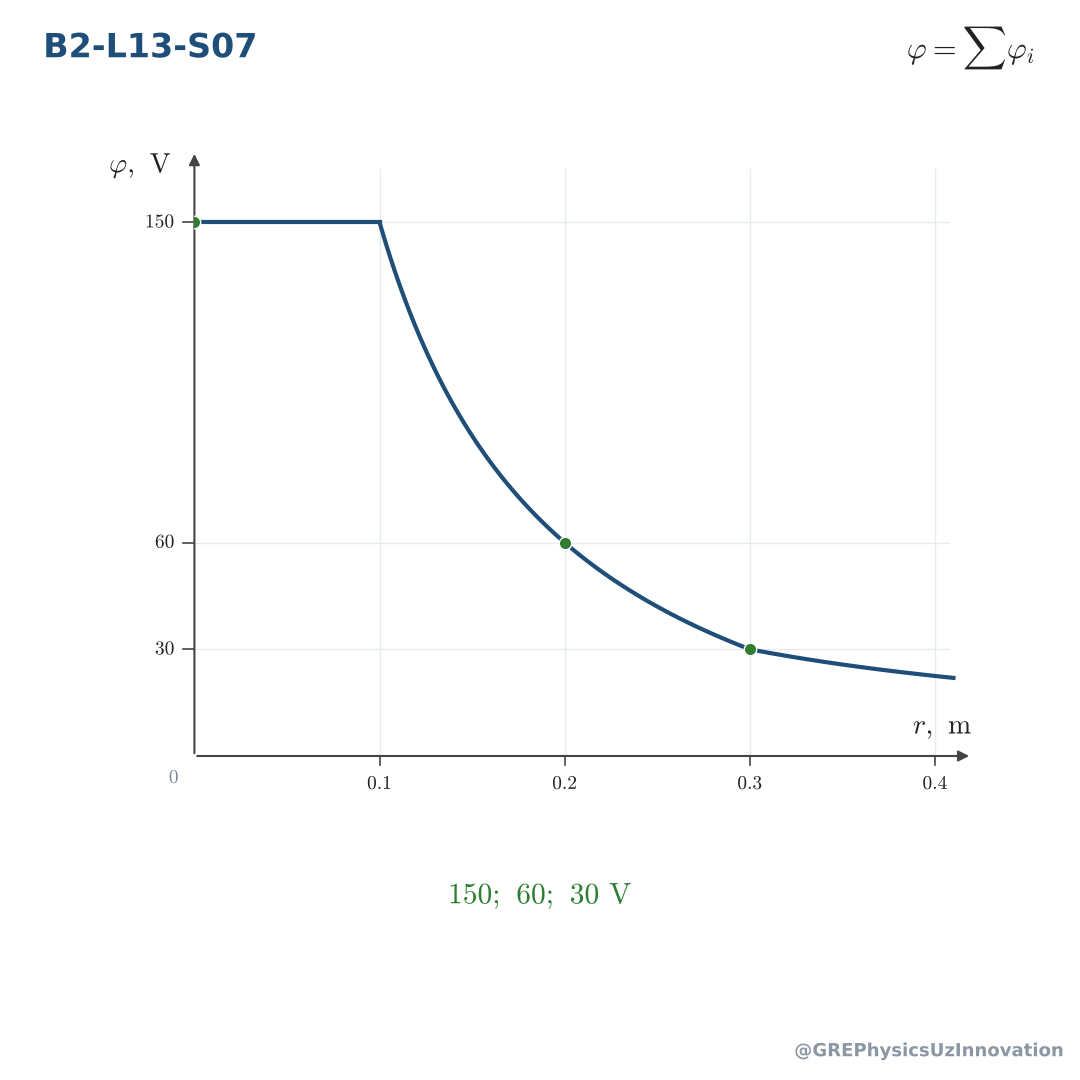 B2-L13-S07
φ = ∑ φᵢ
φ, V
150
60
30
r, m
0
0.1 0.2 0.3 0.4
150; 60; 30 V
@GREPhysicsUzInnovation